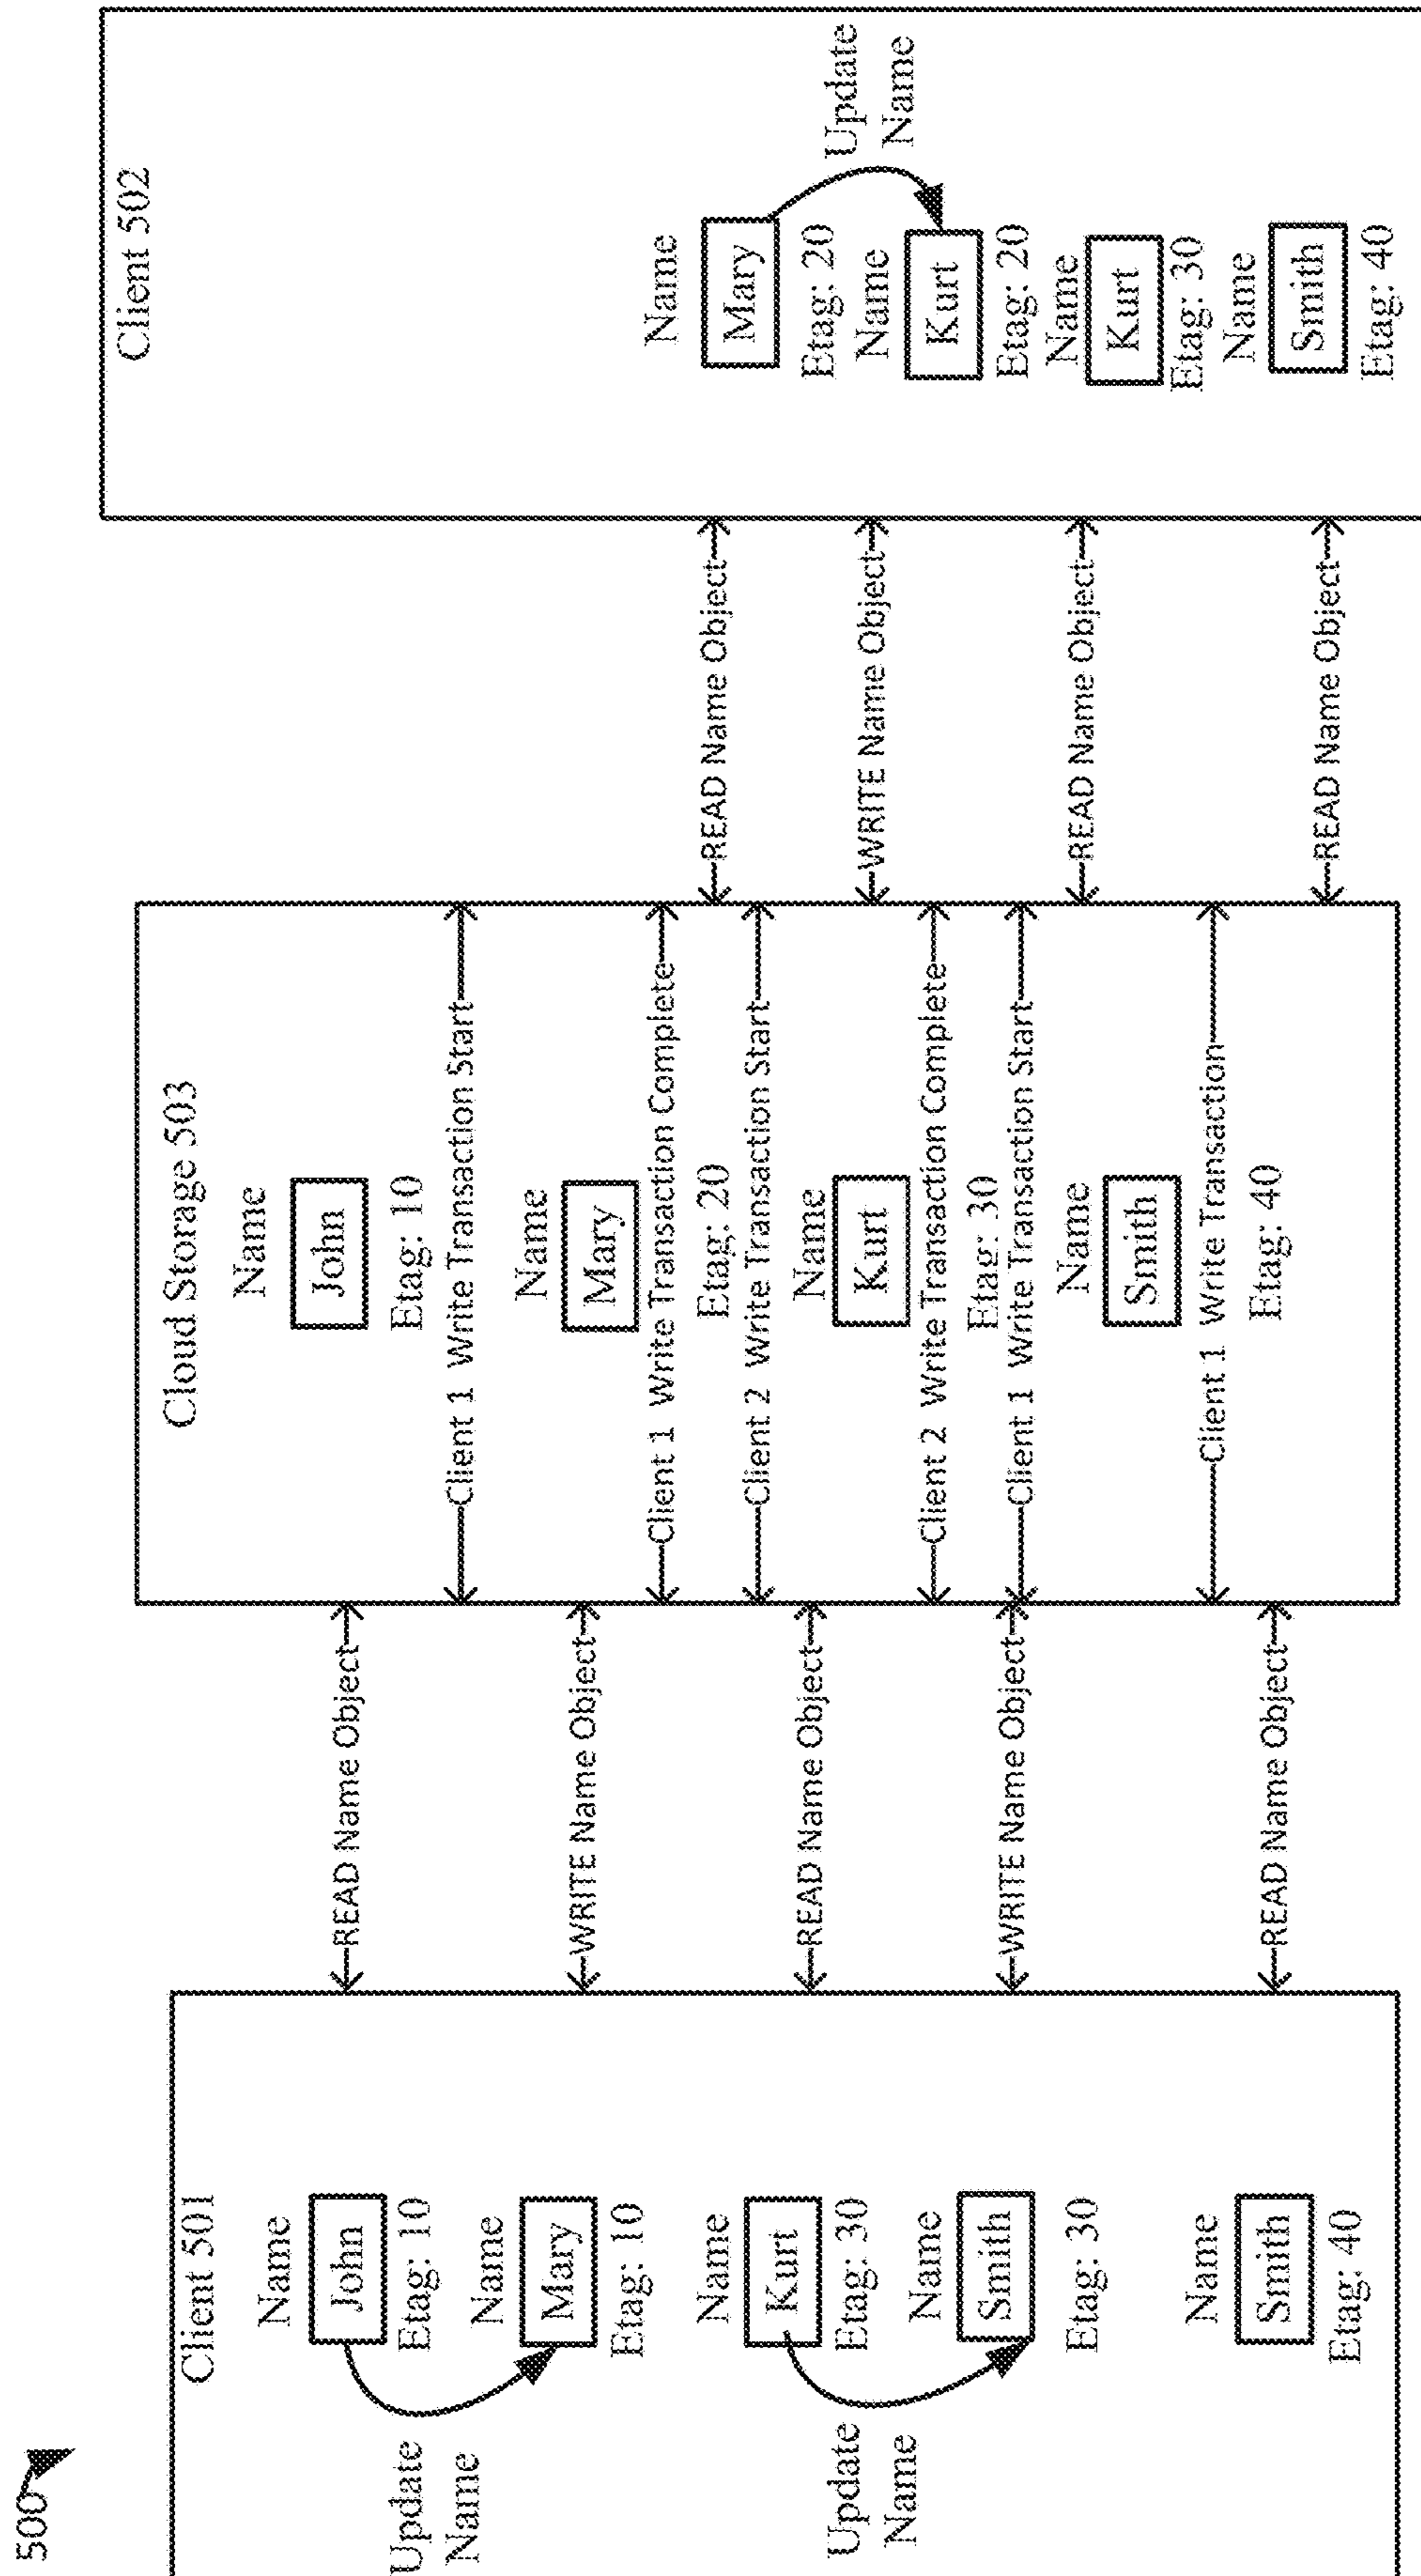 500
Client 501
Name
John
Etag: 10
Update
Name
Name
Mary
Etag: 10
Name
Kurt
Etag: 30
Update
Name
Name
Smith
Etag: 30
Name
Smith
Etag: 40
READ Name Object
WRITE Name Object
READ Name Object
WRITE Name Object
READ Name Object
Cloud Storage 503
Name
John
Etag: 10
Client 1 Write Transaction Start
Name
Mary
Client 1 Write Transaction Complete
Etag: 20
Client 2 Write Transaction Start
Name
Kurt
Client 2 Write Transaction Complete
Etag: 30
Client 1 Write Transaction Start
Name
Smith
Client 1 Write Transaction
Etag: 40
READ Name Object
WRITE Name Object
READ Name Object
READ Name Object
Client 502
Name
Mary
Etag: 20
Update
Name
Name
Kurt
Etag: 20
Name
Kurt
Etag: 30
Name
Smith
Etag: 40